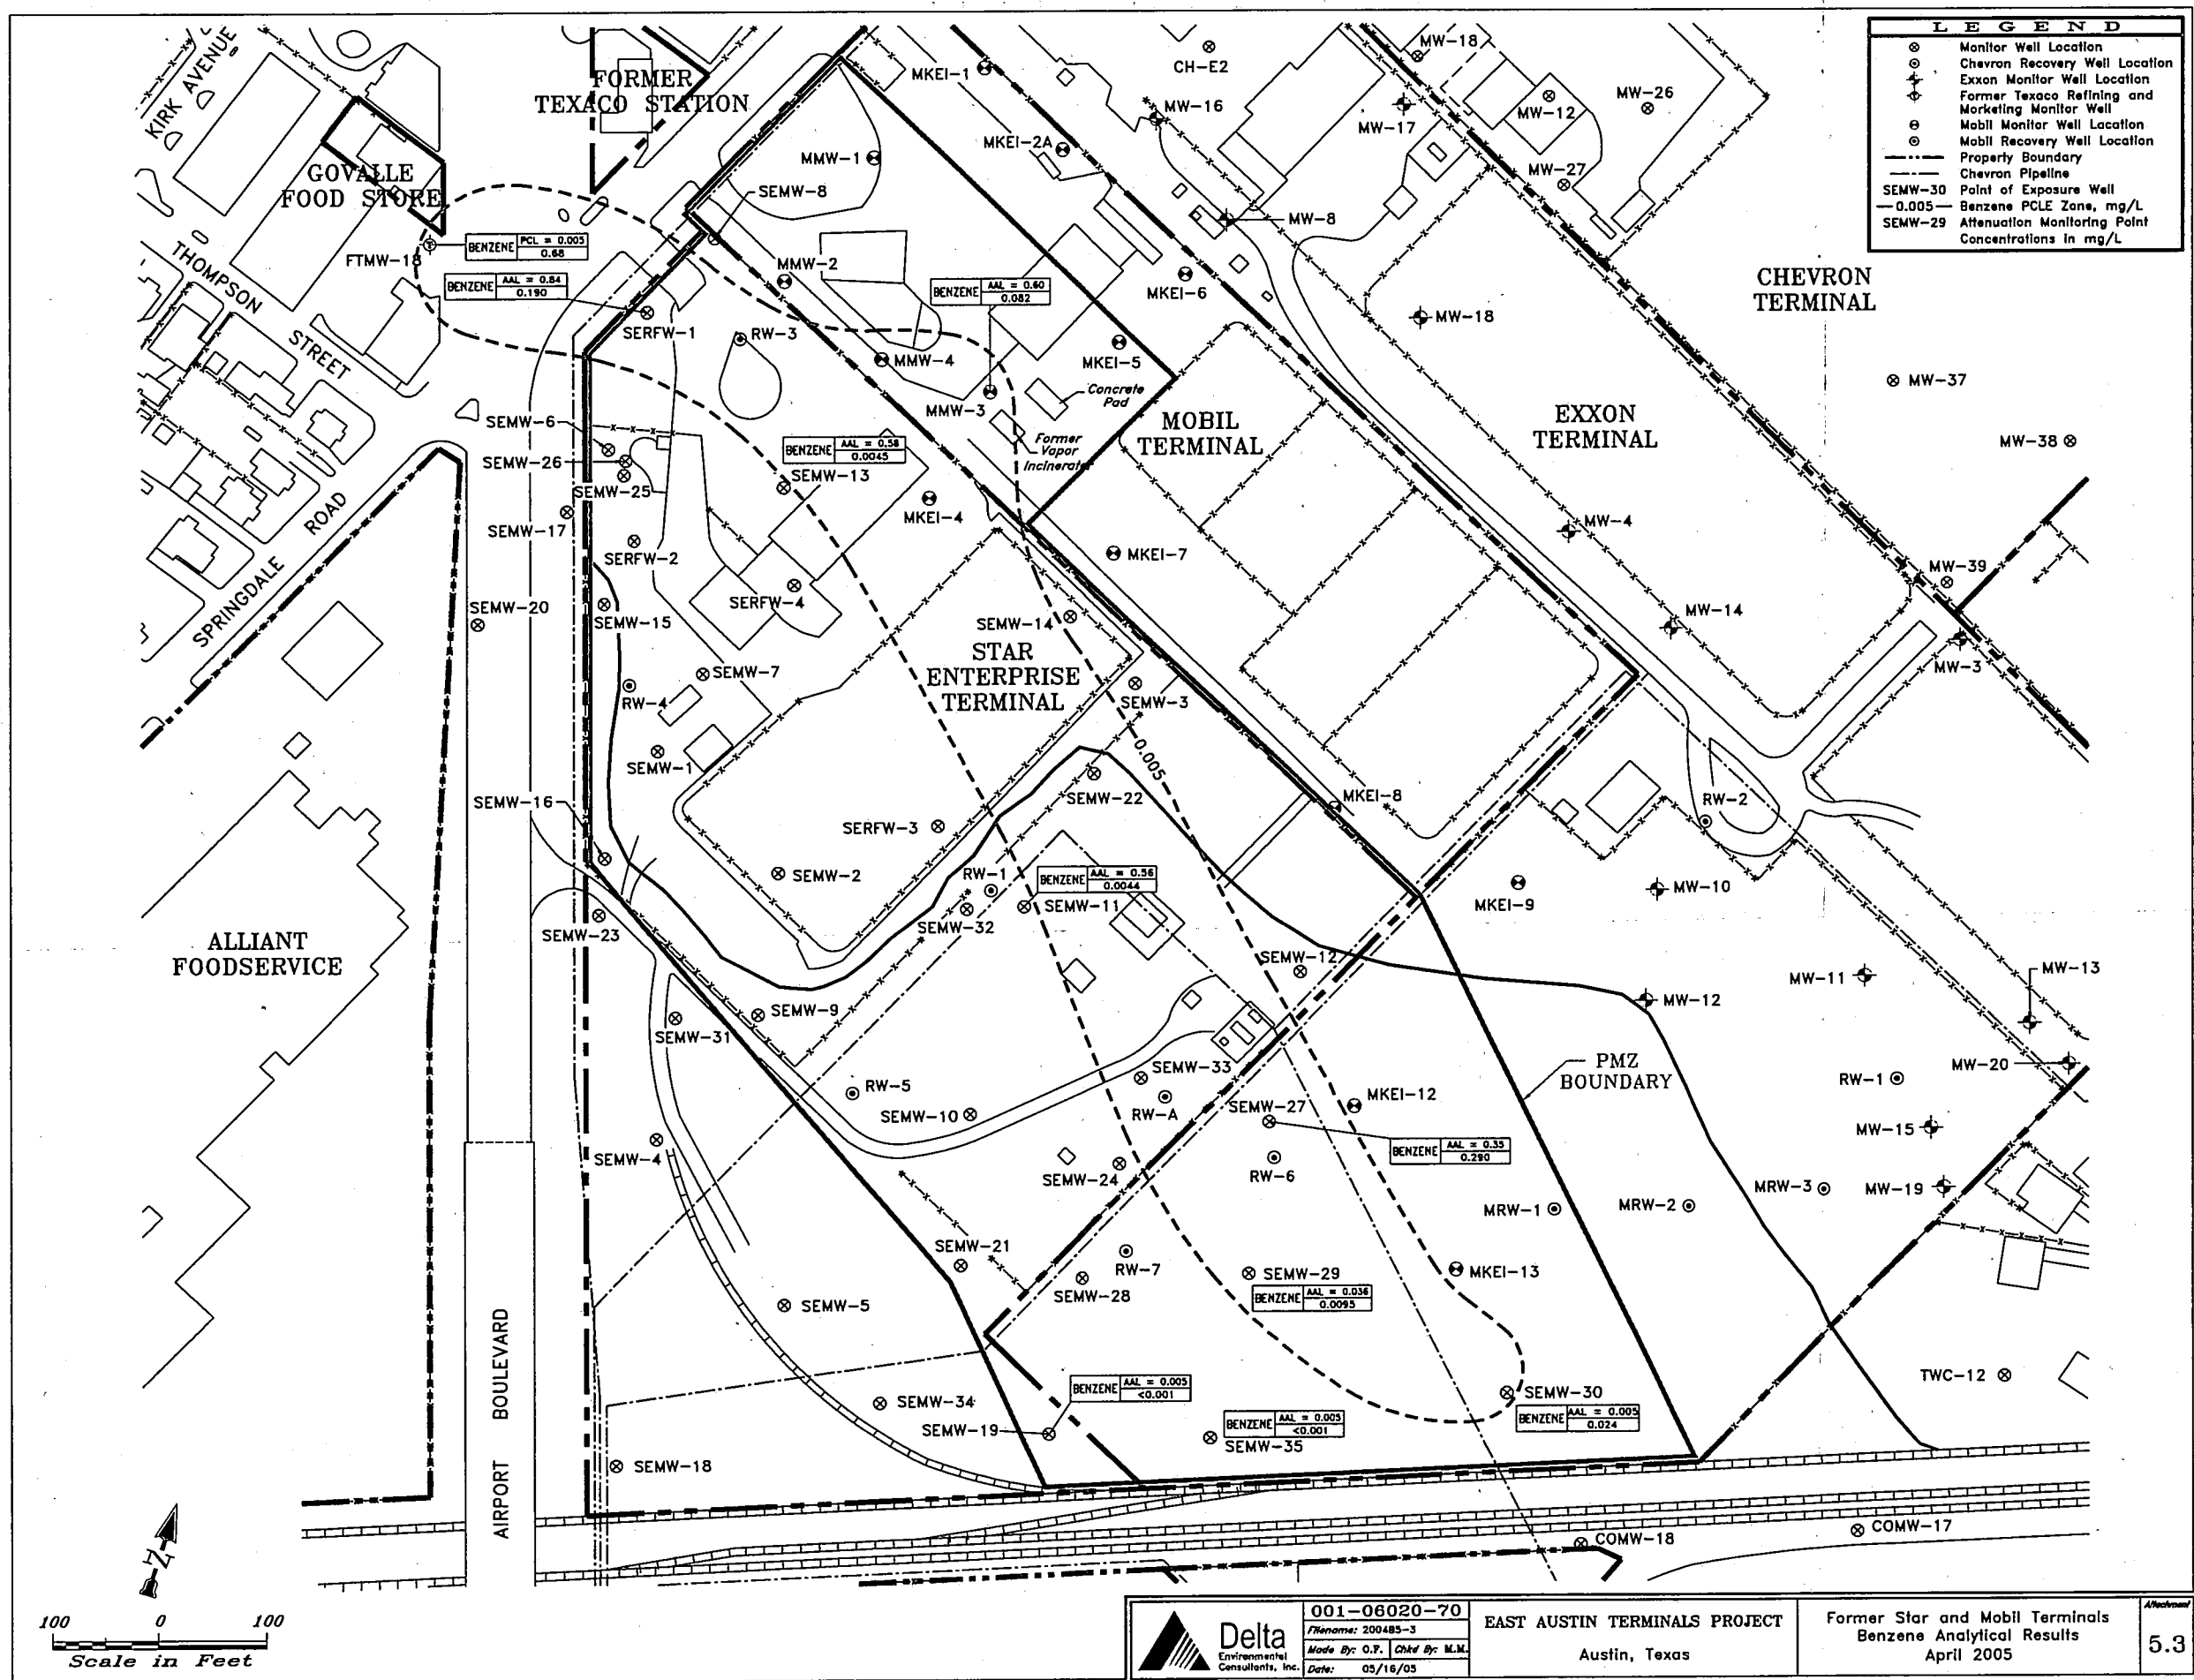 LEGEND
Monitor Well Location
Chevron Recovery Well Location
Exxon Monitor Well Location
Former Texaco Refining and
Marketing Monitor Well
Mobil Monitor Well Location
Mobil Recovery Well Location
Property Boundary
Chevron Pipeline
SEMW-30 Point of Exposure Well
0.005 Benzene PCLE Zone, mg/L
SEMW-29 Attenuation Monitoring Point
Concentrations in mg/L
KIRK AVENUE
FORMER
TEXACO STATION
GOVALLE
FOOD STORE
THOMPSON
STREET
SPRINGDALE
ROAD
FTMW-18
BENZENE PCL = 0.005
0.68
BENZENE AAL = 0.84
0.190
SERFW-1
SEMW-8
MMW-1
MKEI-1
MKEI-2A
CH-E2
MW-16
MW-18
MW-17
MW-12
MW-26
MW-27
MW-8
MMW-2
RW-3
MMW-4
BENZENE AAL = 0.60
0.082
MMW-3
MKEI-6
MKEI-5
Concrete
Pad
Former
Vapor
Incinerator
MW-18
CHEVRON
TERMINAL
MW-37
MW-38
EXXON
TERMINAL
MOBIL
TERMINAL
SEMW-6
SEMW-26
SEMW-25
SEMW-17
SERFW-2
BENZENE AAL = 0.58
0.0045
SEMW-13
MKEI-4
MKEI-7
MW-4
MW-39
MW-14
MW-3
SEMW-20
SEMW-15
SERFW-4
SEMW-14
SEMW-7
RW-4
STAR
ENTERPRISE
TERMINAL
SEMW-3
SEMW-1
0.005
SEMW-16
SEMW-22
MKEI-8
RW-2
SERFW-3
SEMW-2
RW-1
BENZENE AAL = 0.56
0.0044
SEMW-11
SEMW-32
MKEI-9
MW-10
ALLIANT
FOODSERVICE
SEMW-23
SEMW-12
MW-11
MW-13
MW-12
SEMW-9
SEMW-31
PMZ
BOUNDARY
MW-20
RW-1
RW-5
SEMW-33
SEMW-10
RW-A
SEMW-27
MKEI-12
MW-15
SEMW-4
BENZENE AAL = 0.35
0.290
SEMW-24
RW-6
MRW-1
MRW-2
MRW-3
MW-19
SEMW-21
RW-7
SEMW-28
SEMW-29
BENZENE AAL = 0.036
0.0095
MKEI-13
SEMW-5
AIRPORT BOULEVARD
SEMW-34
BENZENE AAL = 0.005
<0.001
SEMW-19
BENZENE AAL = 0.005
<0.001
SEMW-35
SEMW-30
BENZENE AAL = 0.005
0.024
TWC-12
SEMW-18
COMW-18
COMW-17
N
100 0 100
Scale in Feet
Delta
Environmental
Consultants, Inc.
001-06020-70
Filename: 200485-3
Made By: O.F. Chkd By: M.M.
Date: 05/16/05
EAST AUSTIN TERMINALS PROJECT
Austin, Texas
Former Star and Mobil Terminals
Benzene Analytical Results
April 2005
Attachment
5.3